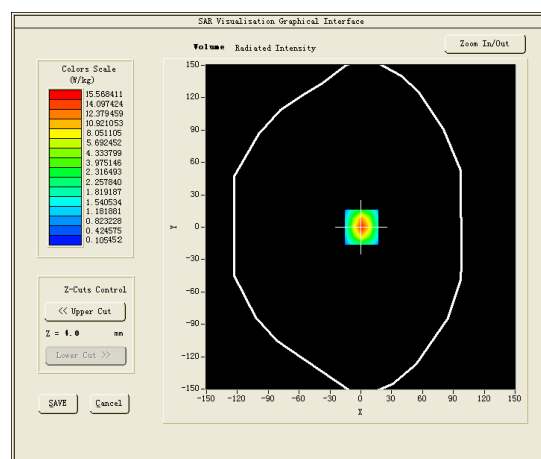 SAR Visualisation Graphical Interface
Volume Radiated Intensity
Zoom In/Out
Colors Scale
(W/kg)
15.568411
14.097424
12.379459
10.921053
8.051105
5.692452
4.333799
3.975146
2.316493
2.257840
1.819187
1.540534
1.181881
0.823228
0.424575
0.105452
150
120
90
60
30
0
-30
-60
-90
-120
-150
Y
-150 -120 -90 -60 -30 0 30 60 90 120 150
X
Z-Cuts Control
<< Upper Cut
Z = 4.0 mm
Lower Cut >>
SAVE Cancel